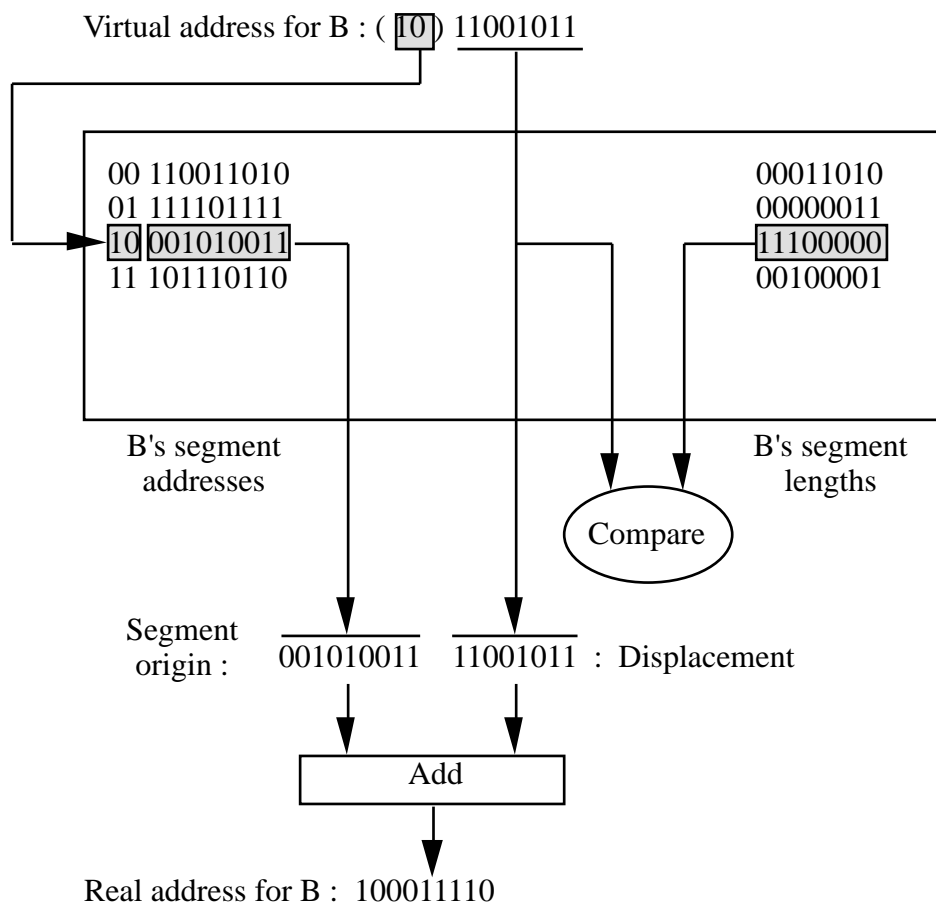 Virtual address for B : ( 10 ) 11001011
00 110011010 00011010
01 111101111 00000011
10 001010011 11100000
11 101110110 00100001
B's segment addresses
B's segment lengths
Compare
Segment origin :
001010011 11001011 : Displacement
Add
Real address for B : 100011110